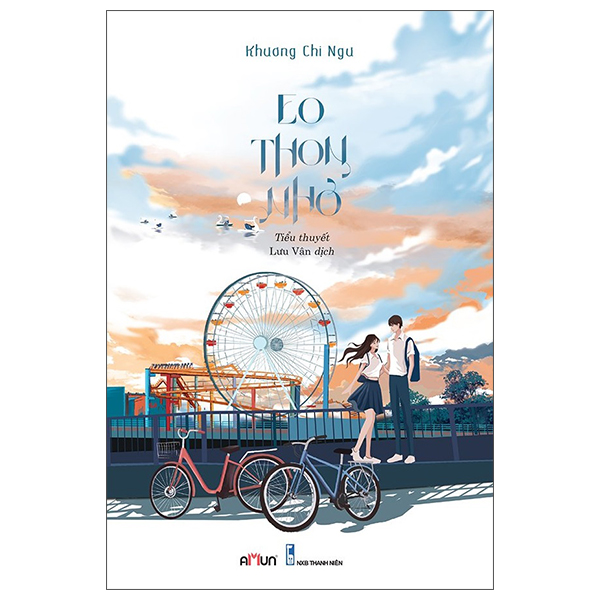 Khương Chi Ngư
EO
THON
NHỎ
Tiểu thuyết
Lưu Vân dịch
AMUN
NXB THANH NIÊN